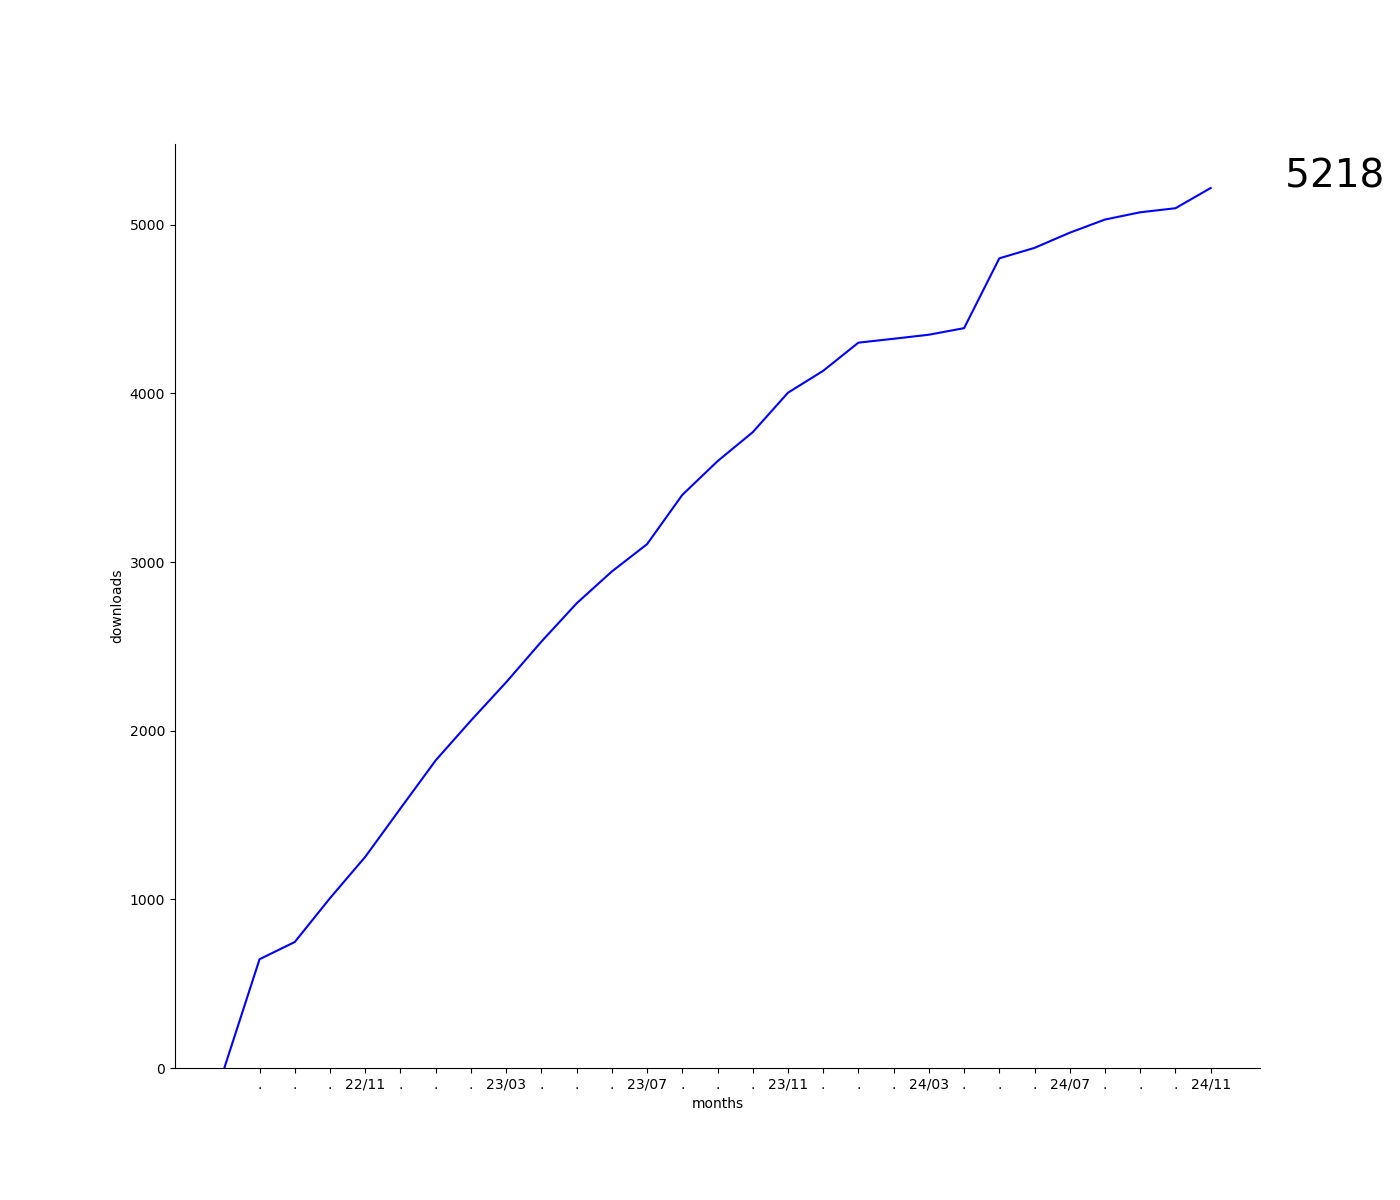 5218
5000
4000
3000
2000
1000
0
downloads
. . . 22/11 . . . 23/03 . . . 23/07 . . . 23/11 . . . 24/03 . . . 24/07 . . . 24/11
months